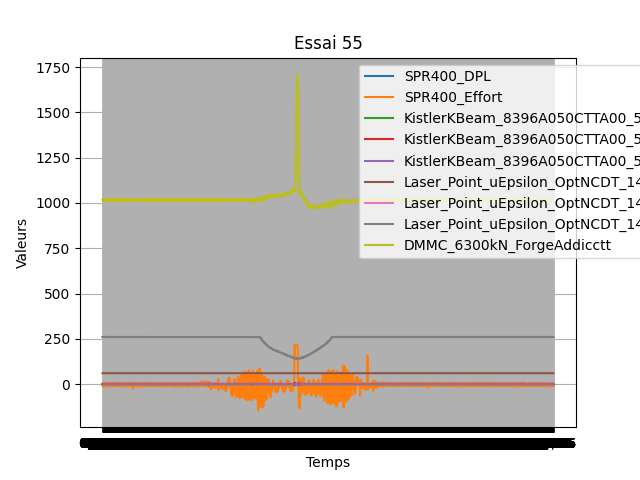 Essai 55
Valeurs
1750
1500
1250
1000
750
500
250
0
SPR400_DPL
SPR400_Effort
KistlerKBeam_8396A050CTTA00_5
KistlerKBeam_8396A050CTTA00_5
KistlerKBeam_8396A050CTTA00_5
Laser_Point_uEpsilon_OptNCDT_14
Laser_Point_uEpsilon_OptNCDT_14
Laser_Point_uEpsilon_OptNCDT_14
DMMC_6300kN_ForgeAddicctt
Temps